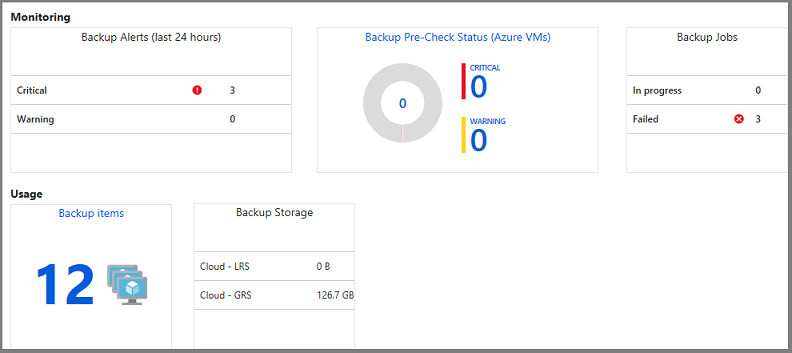 Monitoring
Backup Alerts (last 24 hours)
Critical 3
Warning 0
Backup Pre-Check Status (Azure VMs)
0
CRITICAL
0
WARNING
0
Backup Jobs
In progress 0
Failed 3
Usage
Backup items
12
Backup Storage
Cloud - LRS 0 B
Cloud - GRS 126.7 GB